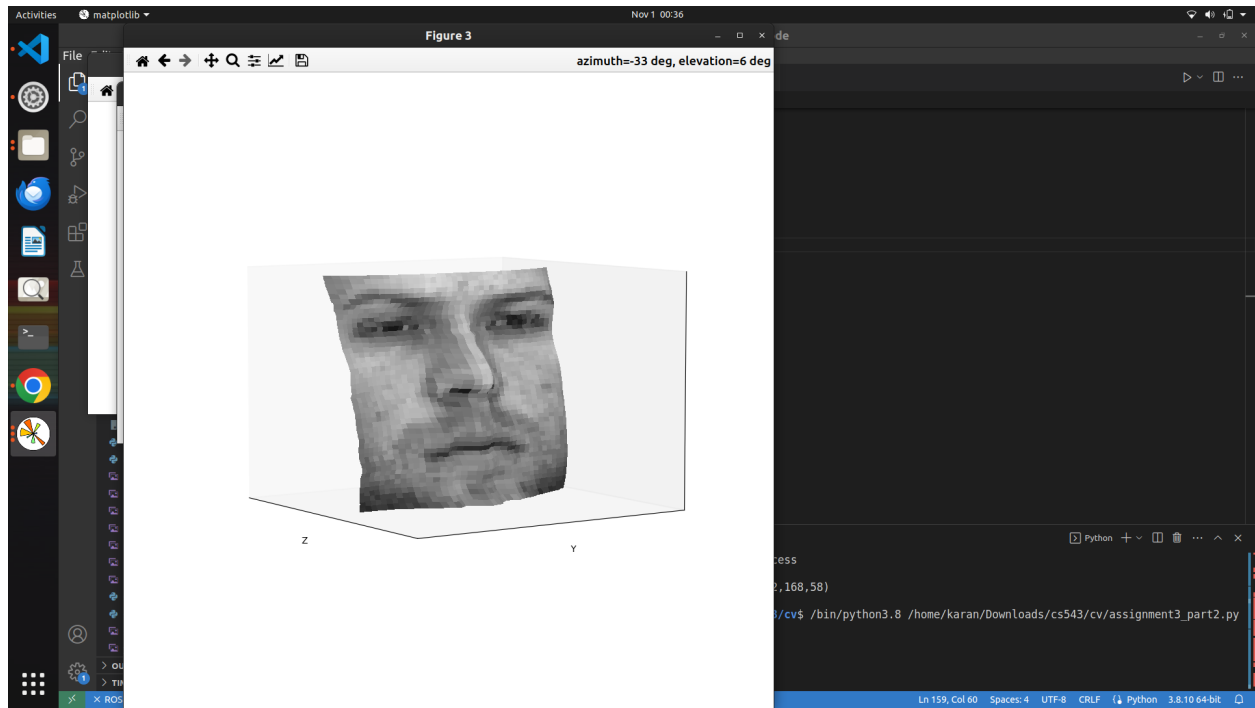 Activities
matplotlib
Nov 1 00:36
Figure 3
de
File
azimuth=-33 deg, elevation=6 deg
Z
Y
Python
cess
2,168,58)
3/cv$ /bin/python3.8 /home/karan/Downloads/cs543/cv/assignment3_part2.py
> OU
> TIM
ROS
Ln 159, Col 60
Spaces: 4
UTF-8
CRLF
Python
3.8.10 64-bit